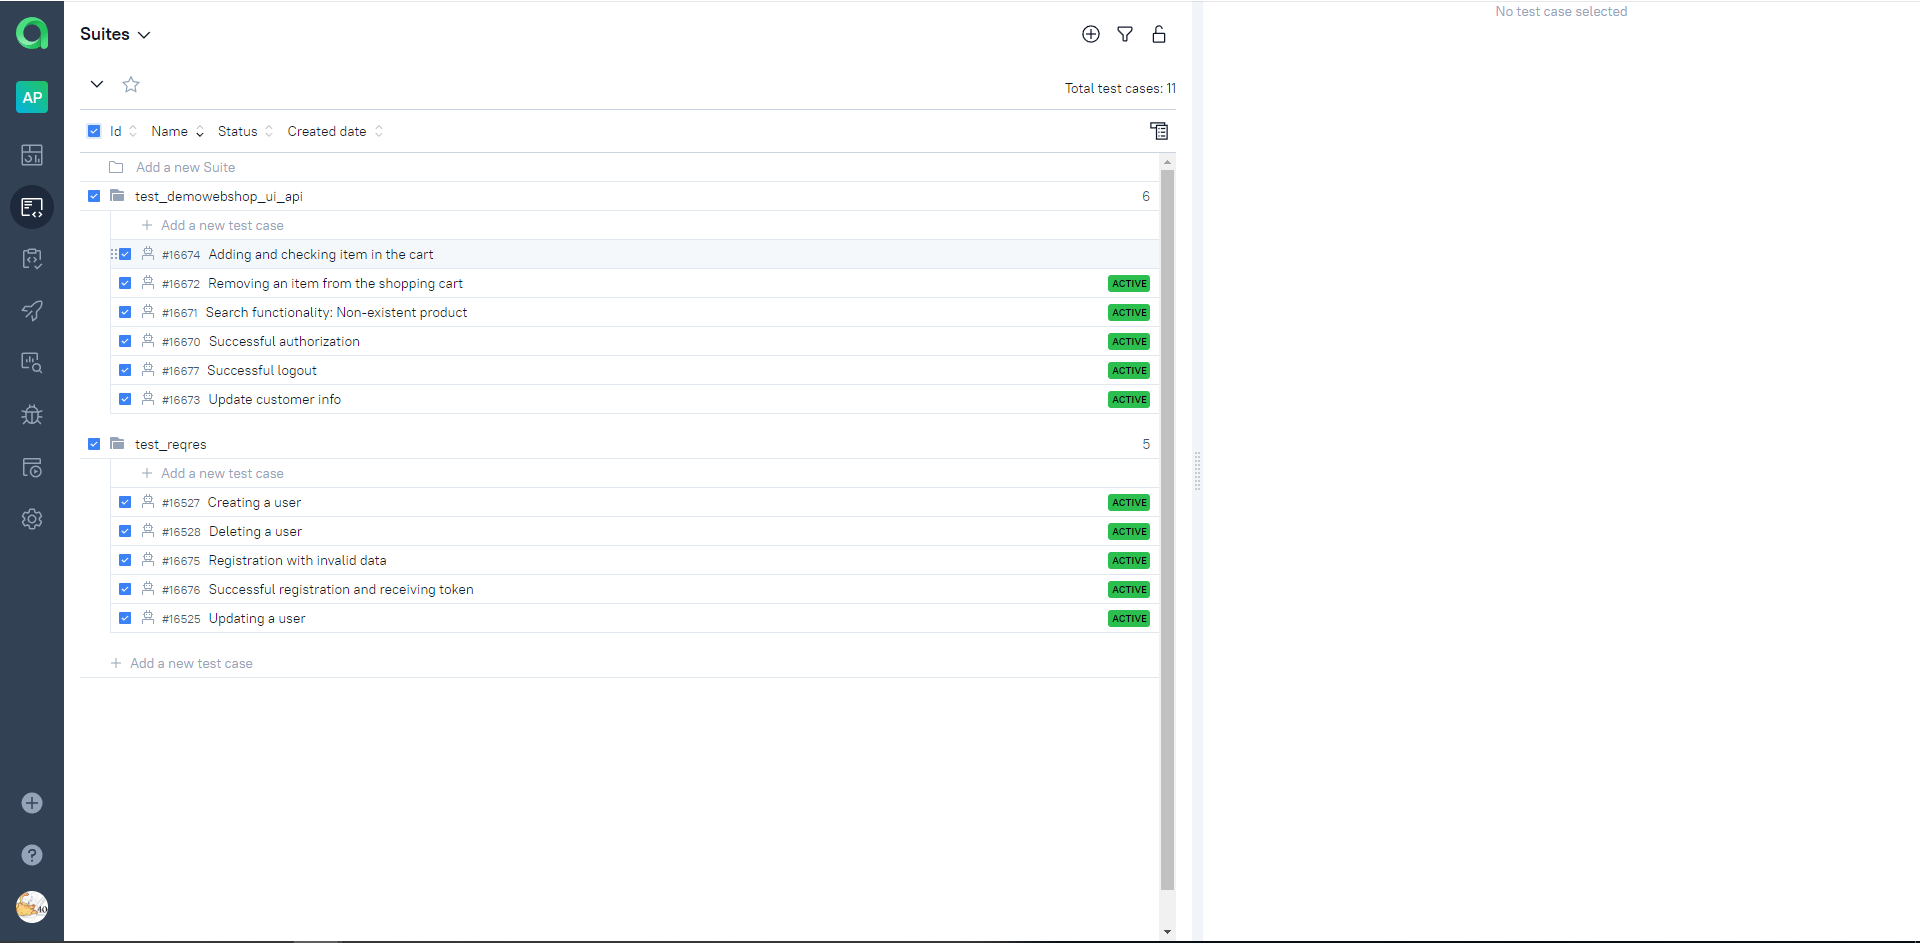 No test case selected
Suites
AP
Total test cases: 11
Id Name Status Created date
Add a new Suite
test_demowebshop_ui_api 6
Add a new test case
#16674 Adding and checking item in the cart
#16672 Removing an item from the shopping cart ACTIVE
#16671 Search functionality: Non-existent product ACTIVE
#16670 Successful authorization ACTIVE
#16677 Successful logout ACTIVE
#16673 Update customer info ACTIVE
test_reqres 5
Add a new test case
#16527 Creating a user ACTIVE
#16528 Deleting a user ACTIVE
#16675 Registration with invalid data ACTIVE
#16676 Successful registration and receiving token ACTIVE
#16525 Updating a user ACTIVE
Add a new test case